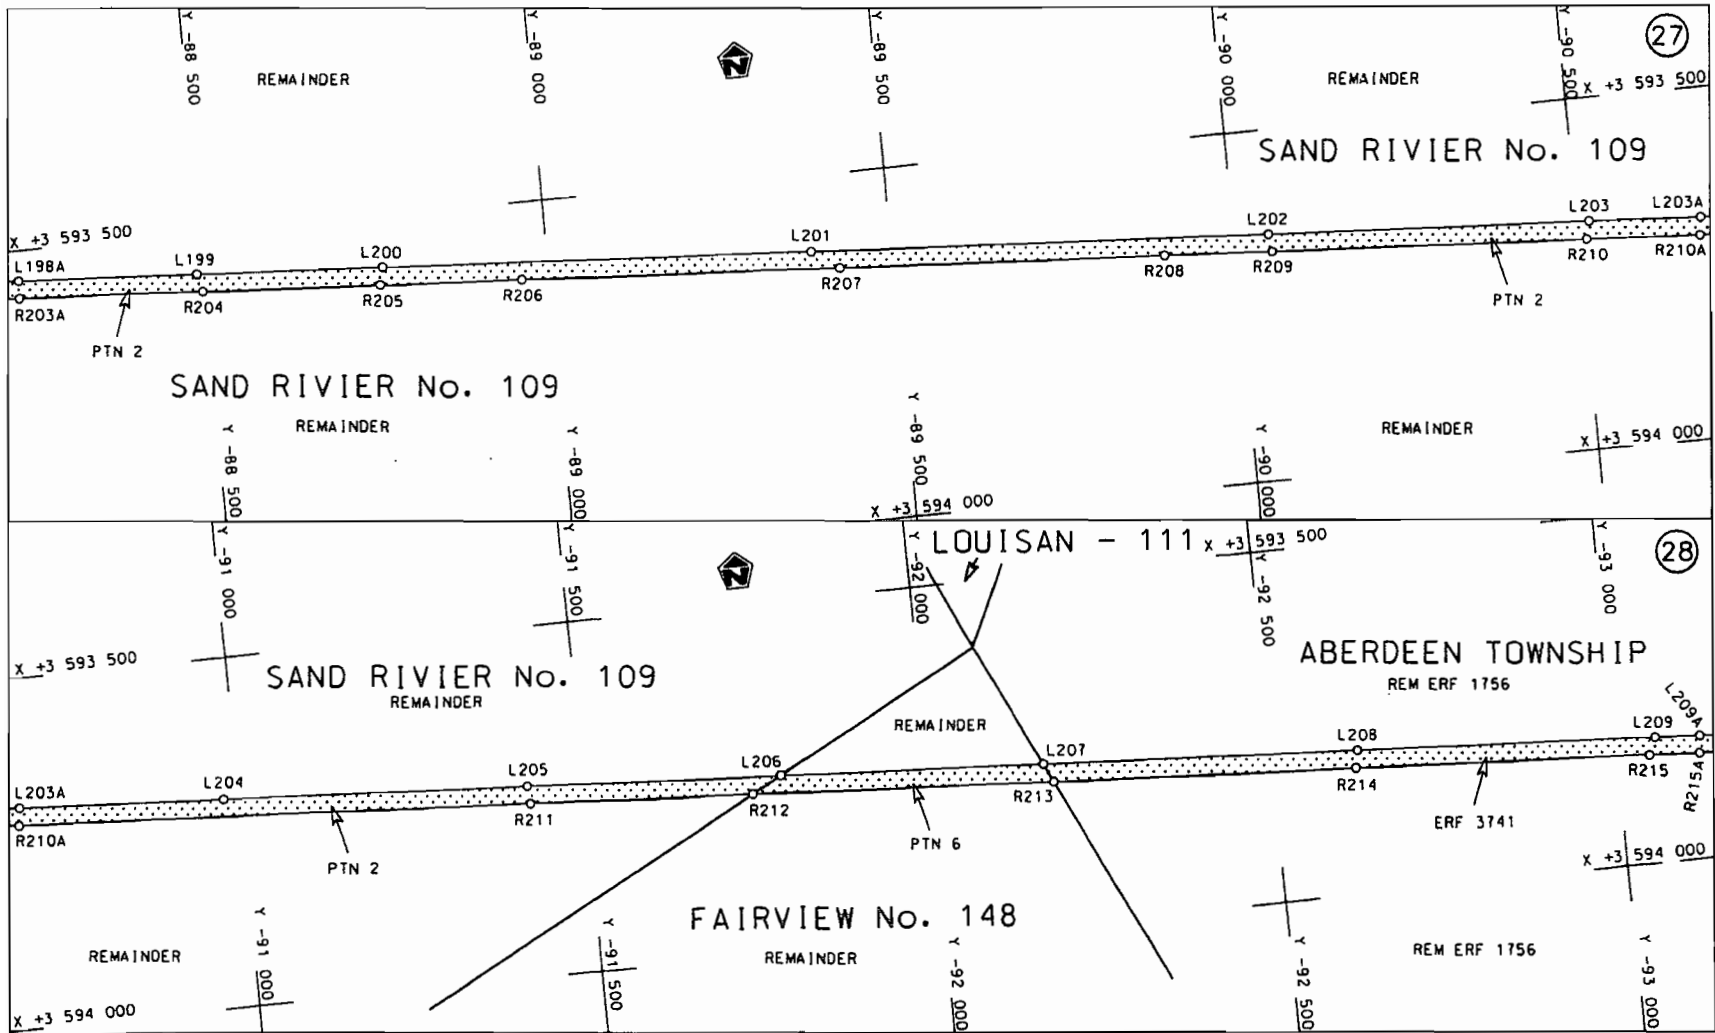 Y -88 500
Y -89 000
Y -89 500
Y -90 000
Y -90 500
27
REMAINDER
N
REMAINDER
X +3 593 500
SAND RIVIER No. 109
X +3 593 500
L198A
L199
L200
L201
L202
L203
L203A
R203A
R204
R205
R206
R207
R208
R209
R210
R210A
PTN 2
PTN 2
SAND RIVIER No. 109
REMAINDER
REMAINDER
Y -88 500
Y -89 000
Y -89 500
Y -90 000
X +3 594 000
X +3 594 000
Y -91 000
Y -91 500
Y -92 000
LOUISAN - 111
X +3 593 500
Y -92 500
Y -93 000
28
N
X +3 593 500
SAND RIVIER No. 109
REMAINDER
ABERDEEN TOWNSHIP
REM ERF 1756
REMAINDER
L203A
L204
L205
L206
L207
L208
L209
L209A
R210A
R211
R212
R213
R214
R215
R215A
PTN 2
PTN 6
ERF 3741
X +3 594 000
FAIRVIEW No. 148
REMAINDER
REMAINDER
REM ERF 1756
Y -91 000
Y -91 500
Y -92 000
Y -92 500
Y -93 000
X +3 594 000